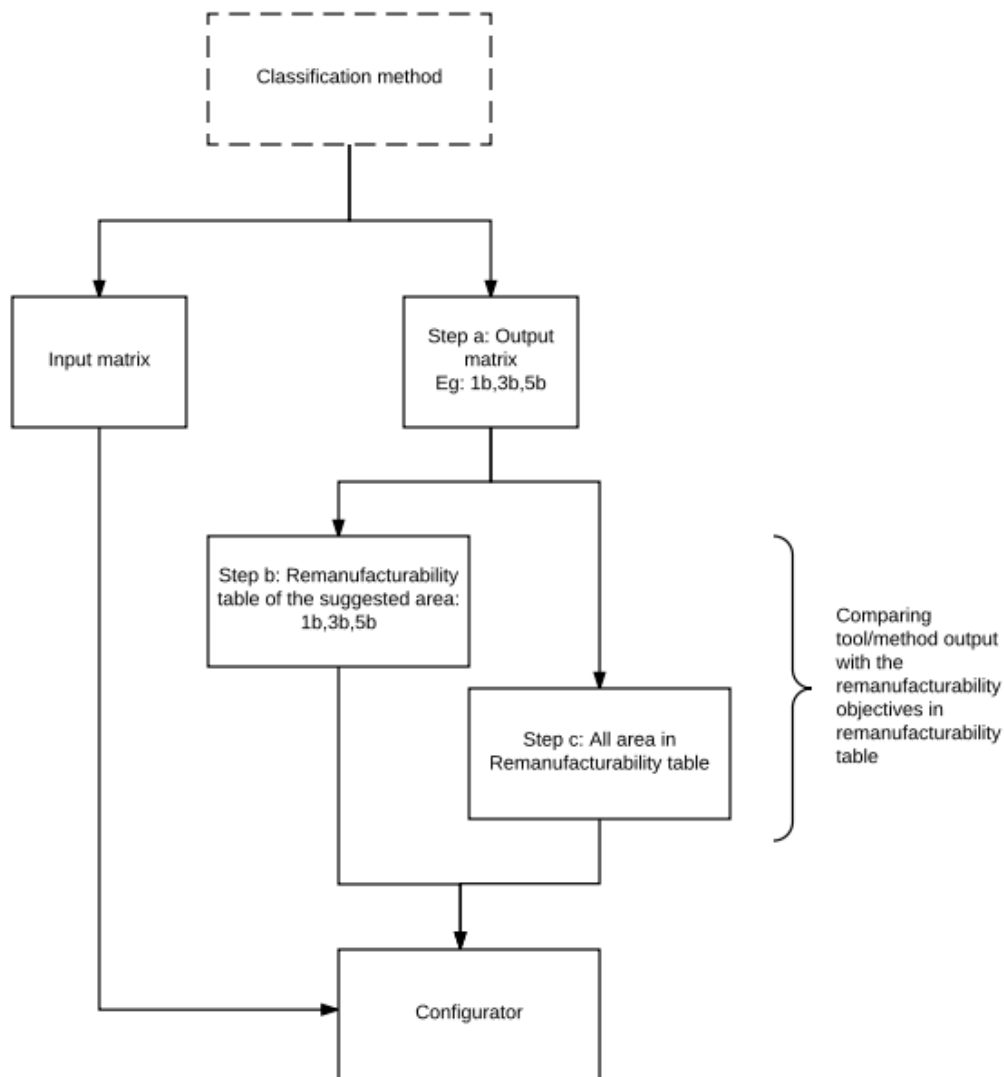 Classification method
Input matrix
Step a: Output
matrix
Eg: 1b,3b,5b
Step b: Remanufacturability
table of the suggested area:
1b,3b,5b
Step c: All area in
Remanufacturability table
Comparing
tool/method output
with the
remanufacturability
objectives in
remanufacturability
table
Configurator